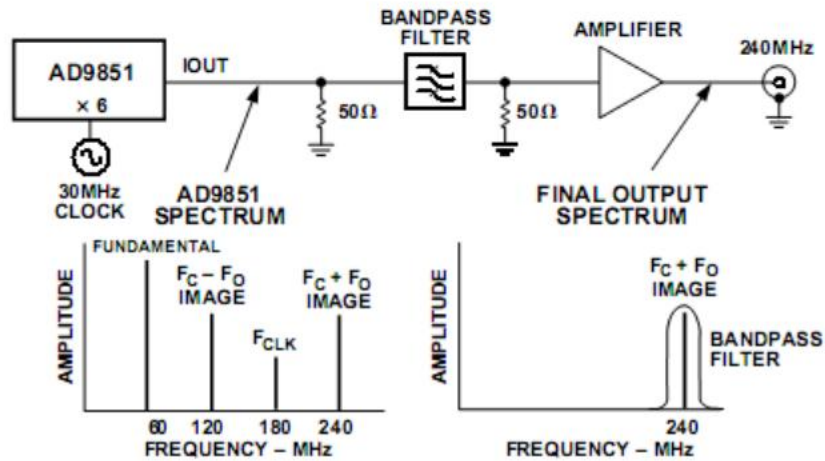 AD9851
× 6
IOUT
30MHz
CLOCK
50Ω
BANDPASS
FILTER
50Ω
AMPLIFIER
240MHz
AD9851
SPECTRUM
FINAL OUTPUT
SPECTRUM
AMPLITUDE
FUNDAMENTAL
FC – FO
IMAGE
FCLK
FC + FO
IMAGE
60 120 180 240
FREQUENCY – MHz
AMPLITUDE
FC + FO
IMAGE
BANDPASS
FILTER
240
FREQUENCY – MHz